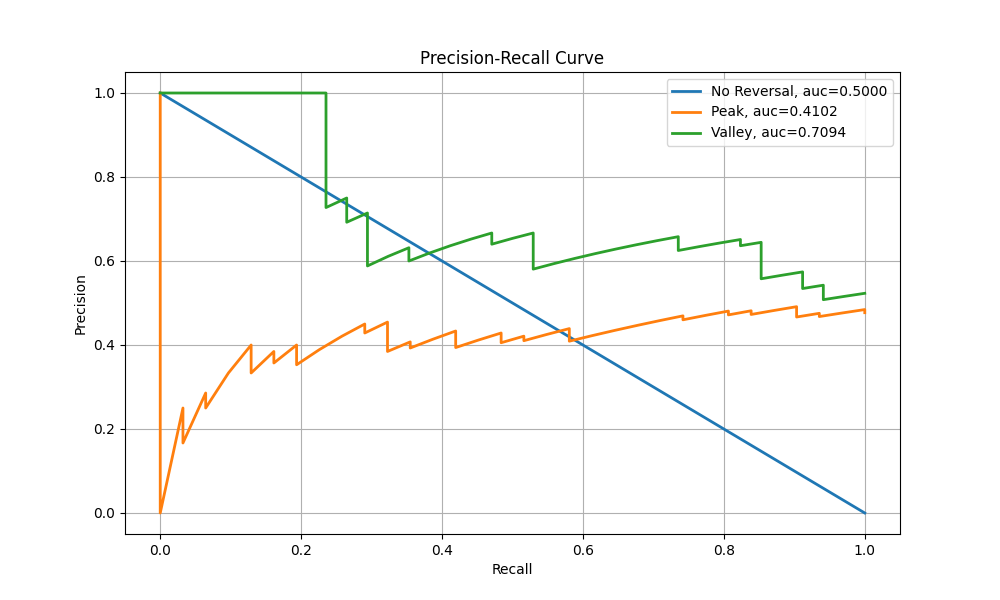 Precision-Recall Curve
No Reversal, auc=0.5000
Peak, auc=0.4102
Valley, auc=0.7094
Precision
1.0
0.8
0.6
0.4
0.2
0.0
0.0 0.2 0.4 0.6 0.8 1.0
Recall